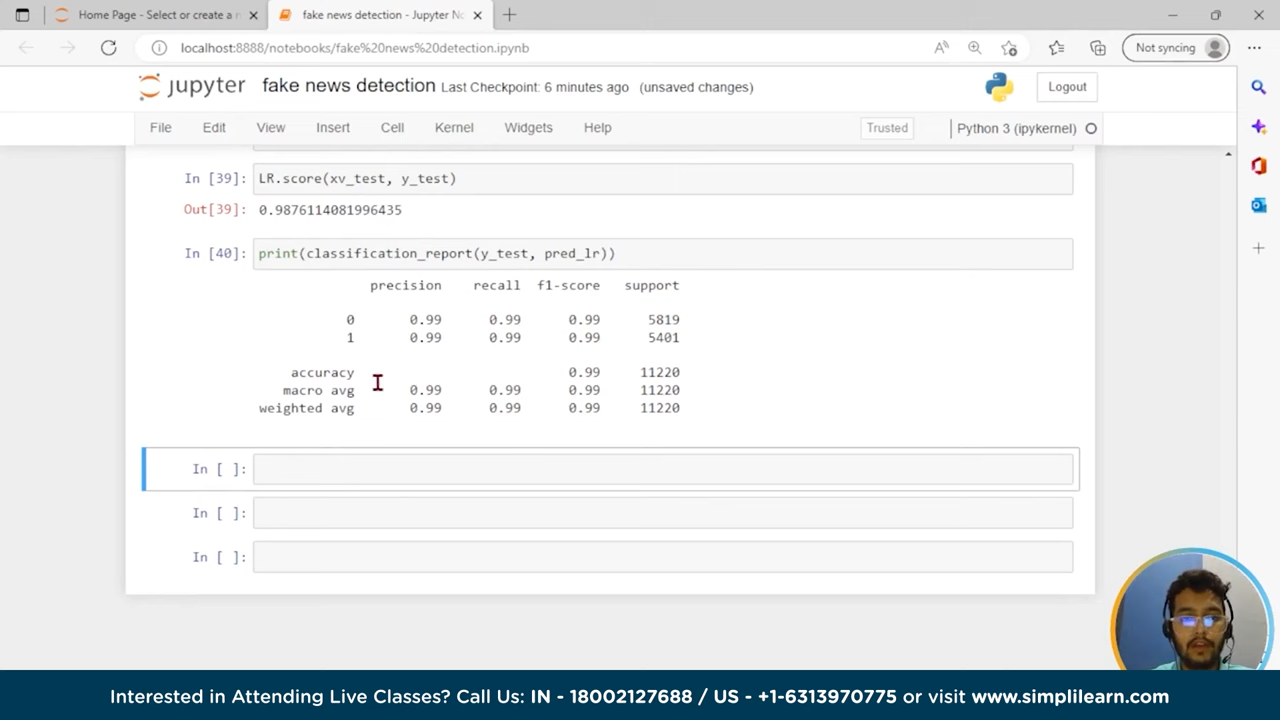 Home Page - Select or create a n
fake news detection - Jupyter No
localhost:8888/notebooks/fake%20news%20detection.ipynb
Not syncing
jupyter fake news detection Last Checkpoint: 6 minutes ago (unsaved changes)
Logout
File Edit View Insert Cell Kernel Widgets Help
Trusted
Python 3 (ipykernel)
In [39]: LR.score(xv_test, y_test)
Out[39]: 0.9876114081996435
In [40]: print(classification_report(y_test, pred_lr))
precision recall f1-score support
0 0.99 0.99 0.99 5819
1 0.99 0.99 0.99 5401
accuracy 0.99 11220
macro avg 0.99 0.99 0.99 11220
weighted avg 0.99 0.99 0.99 11220
In [ ]:
In [ ]:
In [ ]:
Interested in Attending Live Classes? Call Us: IN - 18002127688 / US - +1-6313970775 or visit www.simplilearn.com